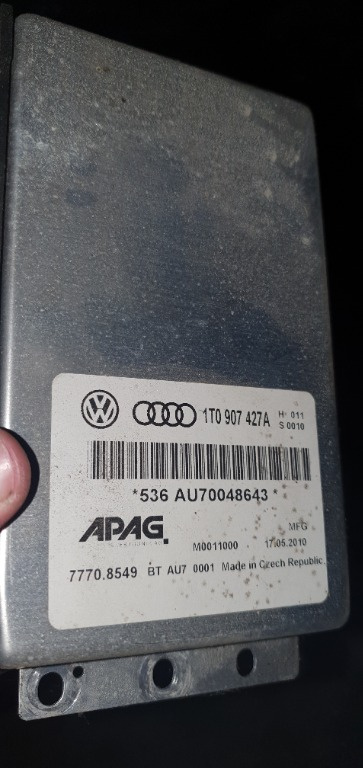 1T0 907 427A H 011
S 0010
*536 AU70048643 *
APAG
M0011000
MFG
17.05.2010
7770.8549 BT AU7 0001 Made in Czech Republic